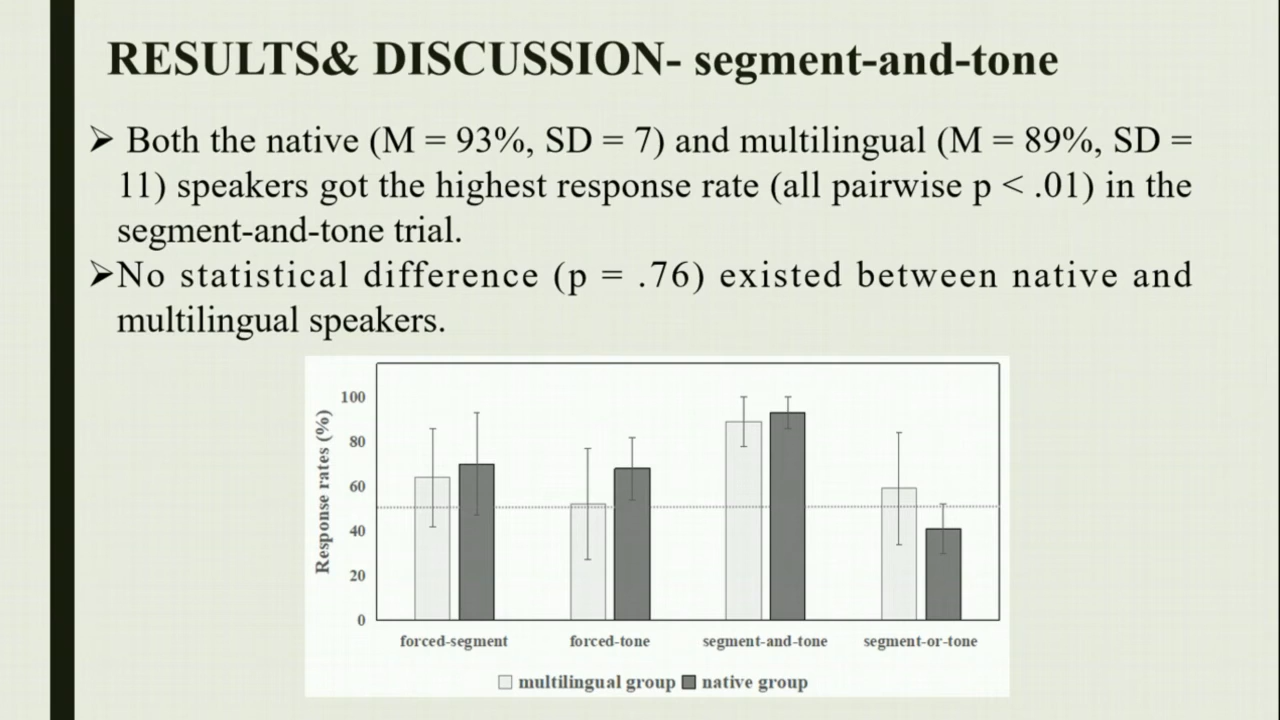 RESULTS& DISCUSSION- segment-and-tone
➢ Both the native (M = 93%, SD = 7) and multilingual (M = 89%, SD =
11) speakers got the highest response rate (all pairwise p < .01) in the
segment-and-tone trial.
➢No statistical difference (p = .76) existed between native and
multilingual speakers.
Response rates (%)
100
80
60
40
20
0
forced-segment forced-tone segment-and-tone segment-or-tone
multilingual group native group